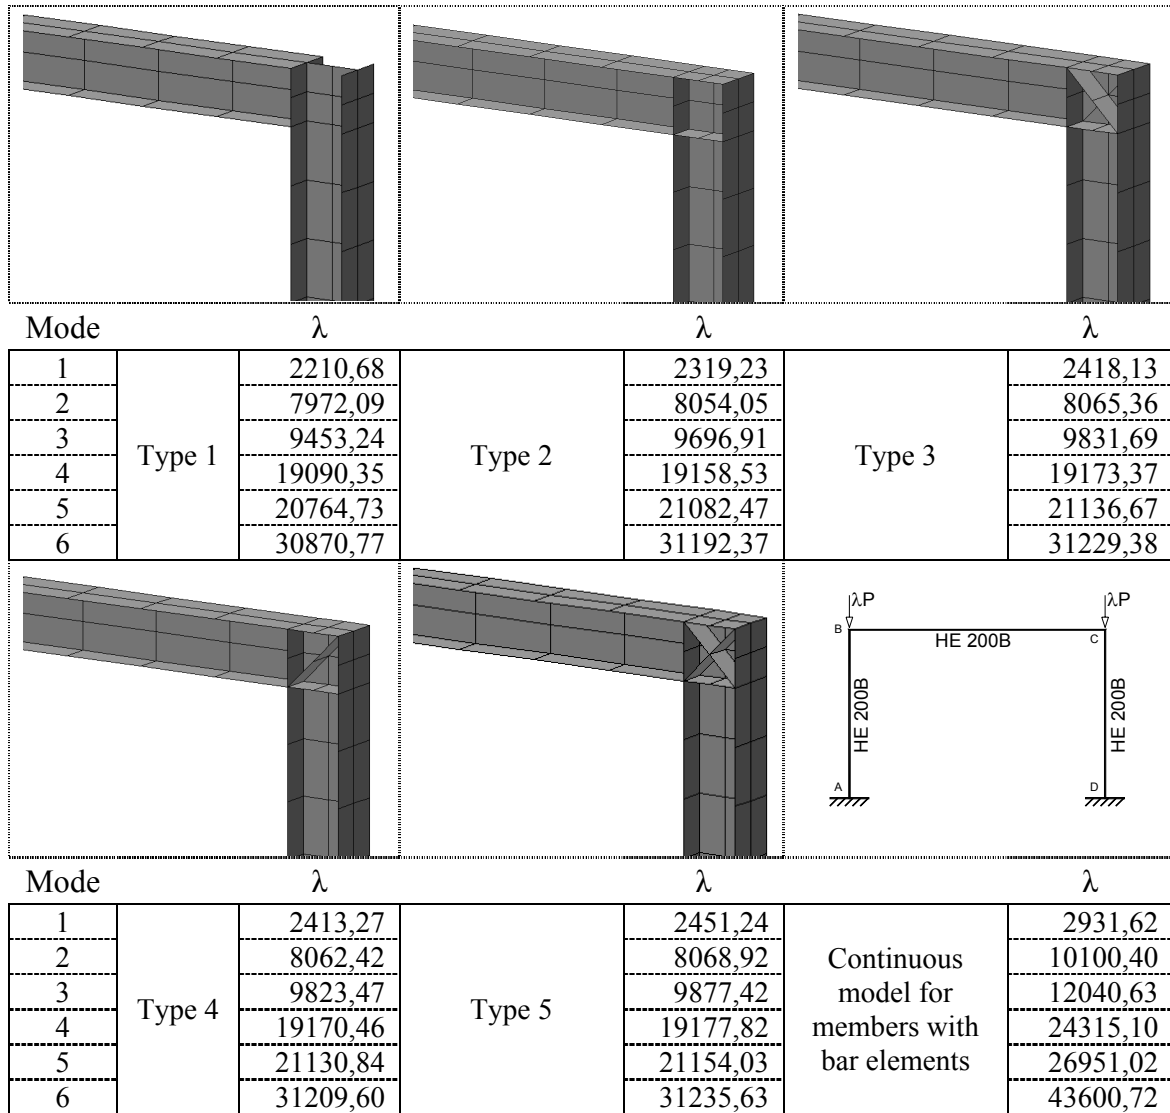 Mode λ λ λ
1 2210,68 2319,23 2418,13
2 7972,09 8054,05 8065,36
3 9453,24 9696,91 9831,69
Type 1 Type 2 Type 3
4 19090,35 19158,53 19173,37
5 20764,73 21082,47 21136,67
6 30870,77 31192,37 31229,38
λP λP
B C
HE 200B
HE 200B HE 200B
A D
Mode λ λ λ
1 2413,27 2451,24 2931,62
2 8062,42 8068,92 Continuous 10100,40
3 9823,47 9877,42 model for 12040,63
Type 4 Type 5
4 19170,46 19177,82 members with 24315,10
5 21130,84 21154,03 bar elements 26951,02
6 31209,60 31235,63 43600,72